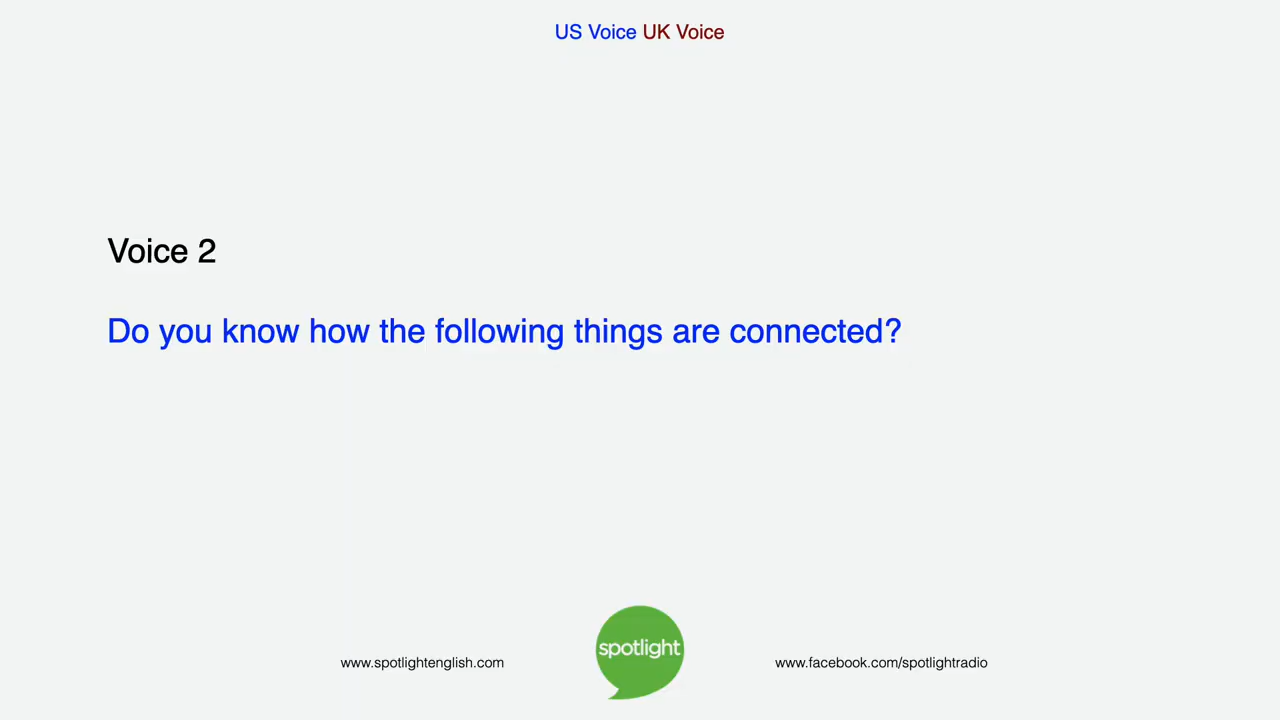 US Voice UK Voice
Voice 2
Do you know how the following things are connected?
spotlight
www.spotlightenglish.com
www.facebook.com/spotlightradio